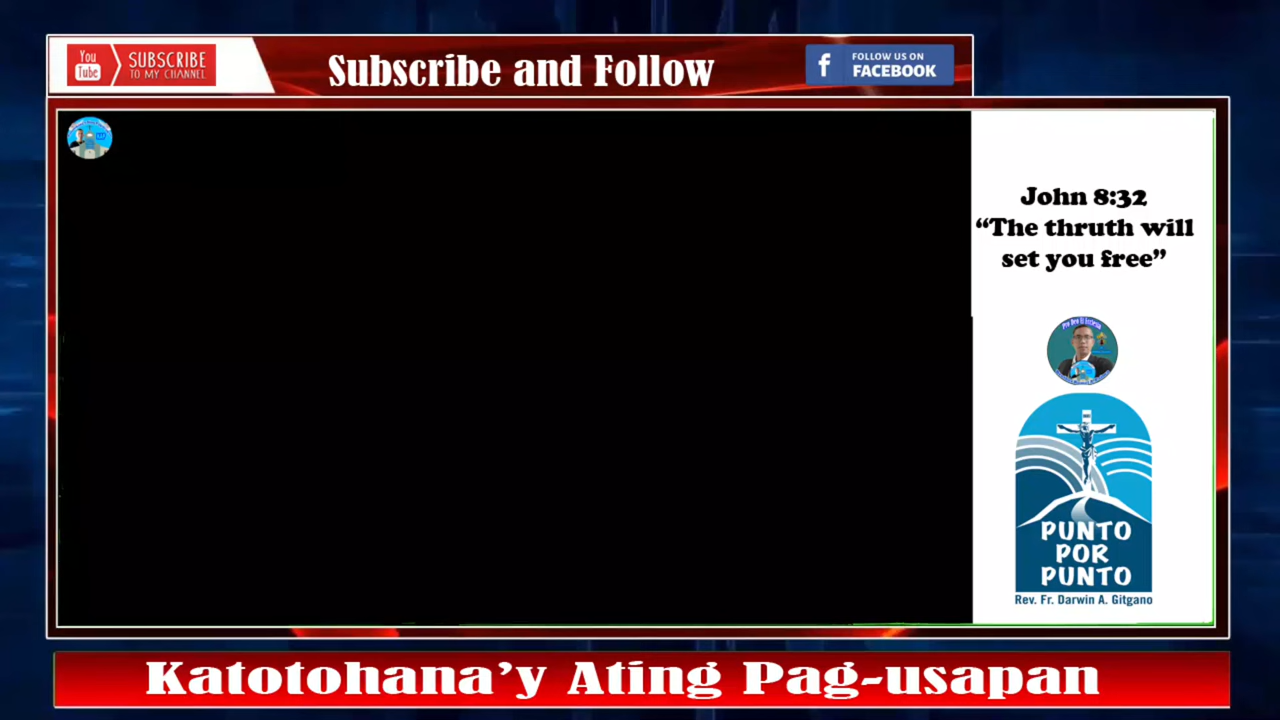 You
Tube
SUBSCRIBE
TO MY CHANNEL
Subscribe and Follow
f
FOLLOW US ON
FACEBOOK
John 8:32
“The thruth will
set you free”
PUNTO
POR
PUNTO
Rev. Fr. Darwin A. Gitgano
Katotohana’y Ating Pag-usapan